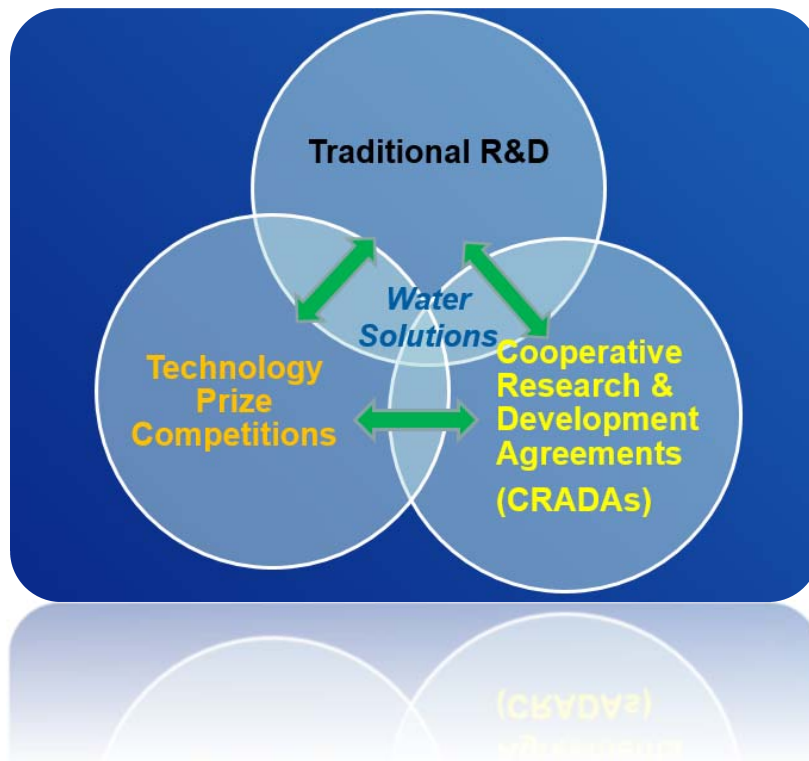 Traditional R&D
Water
Solutions
Technology
Prize
Competitions
Cooperative
Research &
Development
Agreements
(CRADAs)